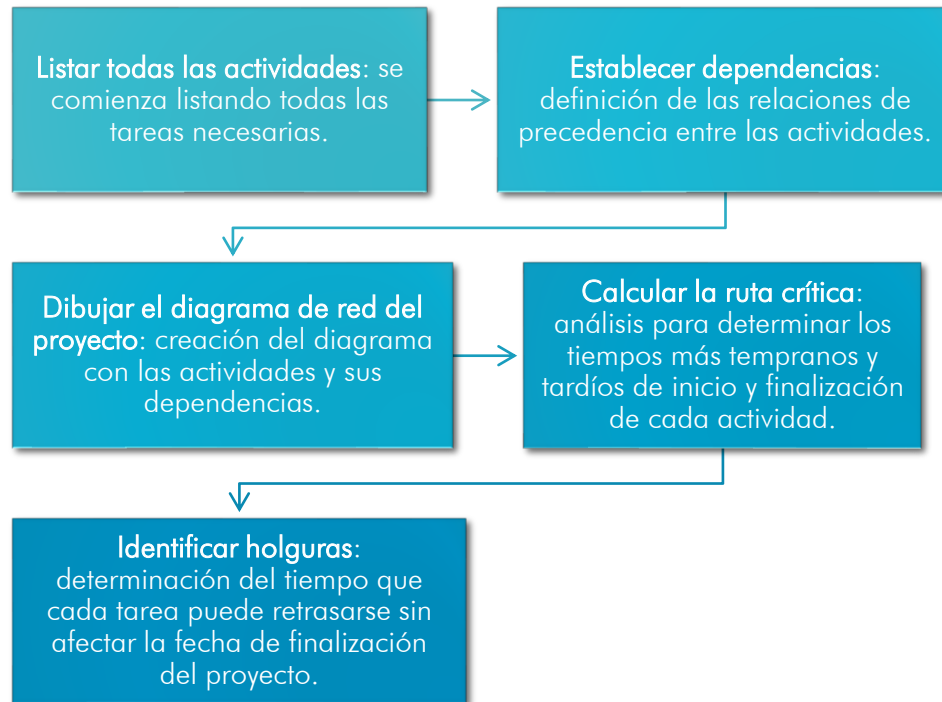 Listar todas las actividades: se
comienza listando todas las
tareas necesarias.
Establecer dependencias:
definición de las relaciones de
precedencia entre las actividades.
Dibujar el diagrama de red del
proyecto: creación del diagrama
con las actividades y sus
dependencias.
Calcular la ruta crítica:
análisis para determinar los
tiempos más tempranos y
tardíos de inicio y finalización
de cada actividad.
Identificar holguras:
determinación del tiempo que
cada tarea puede retrasarse sin
afectar la fecha de finalización
del proyecto.